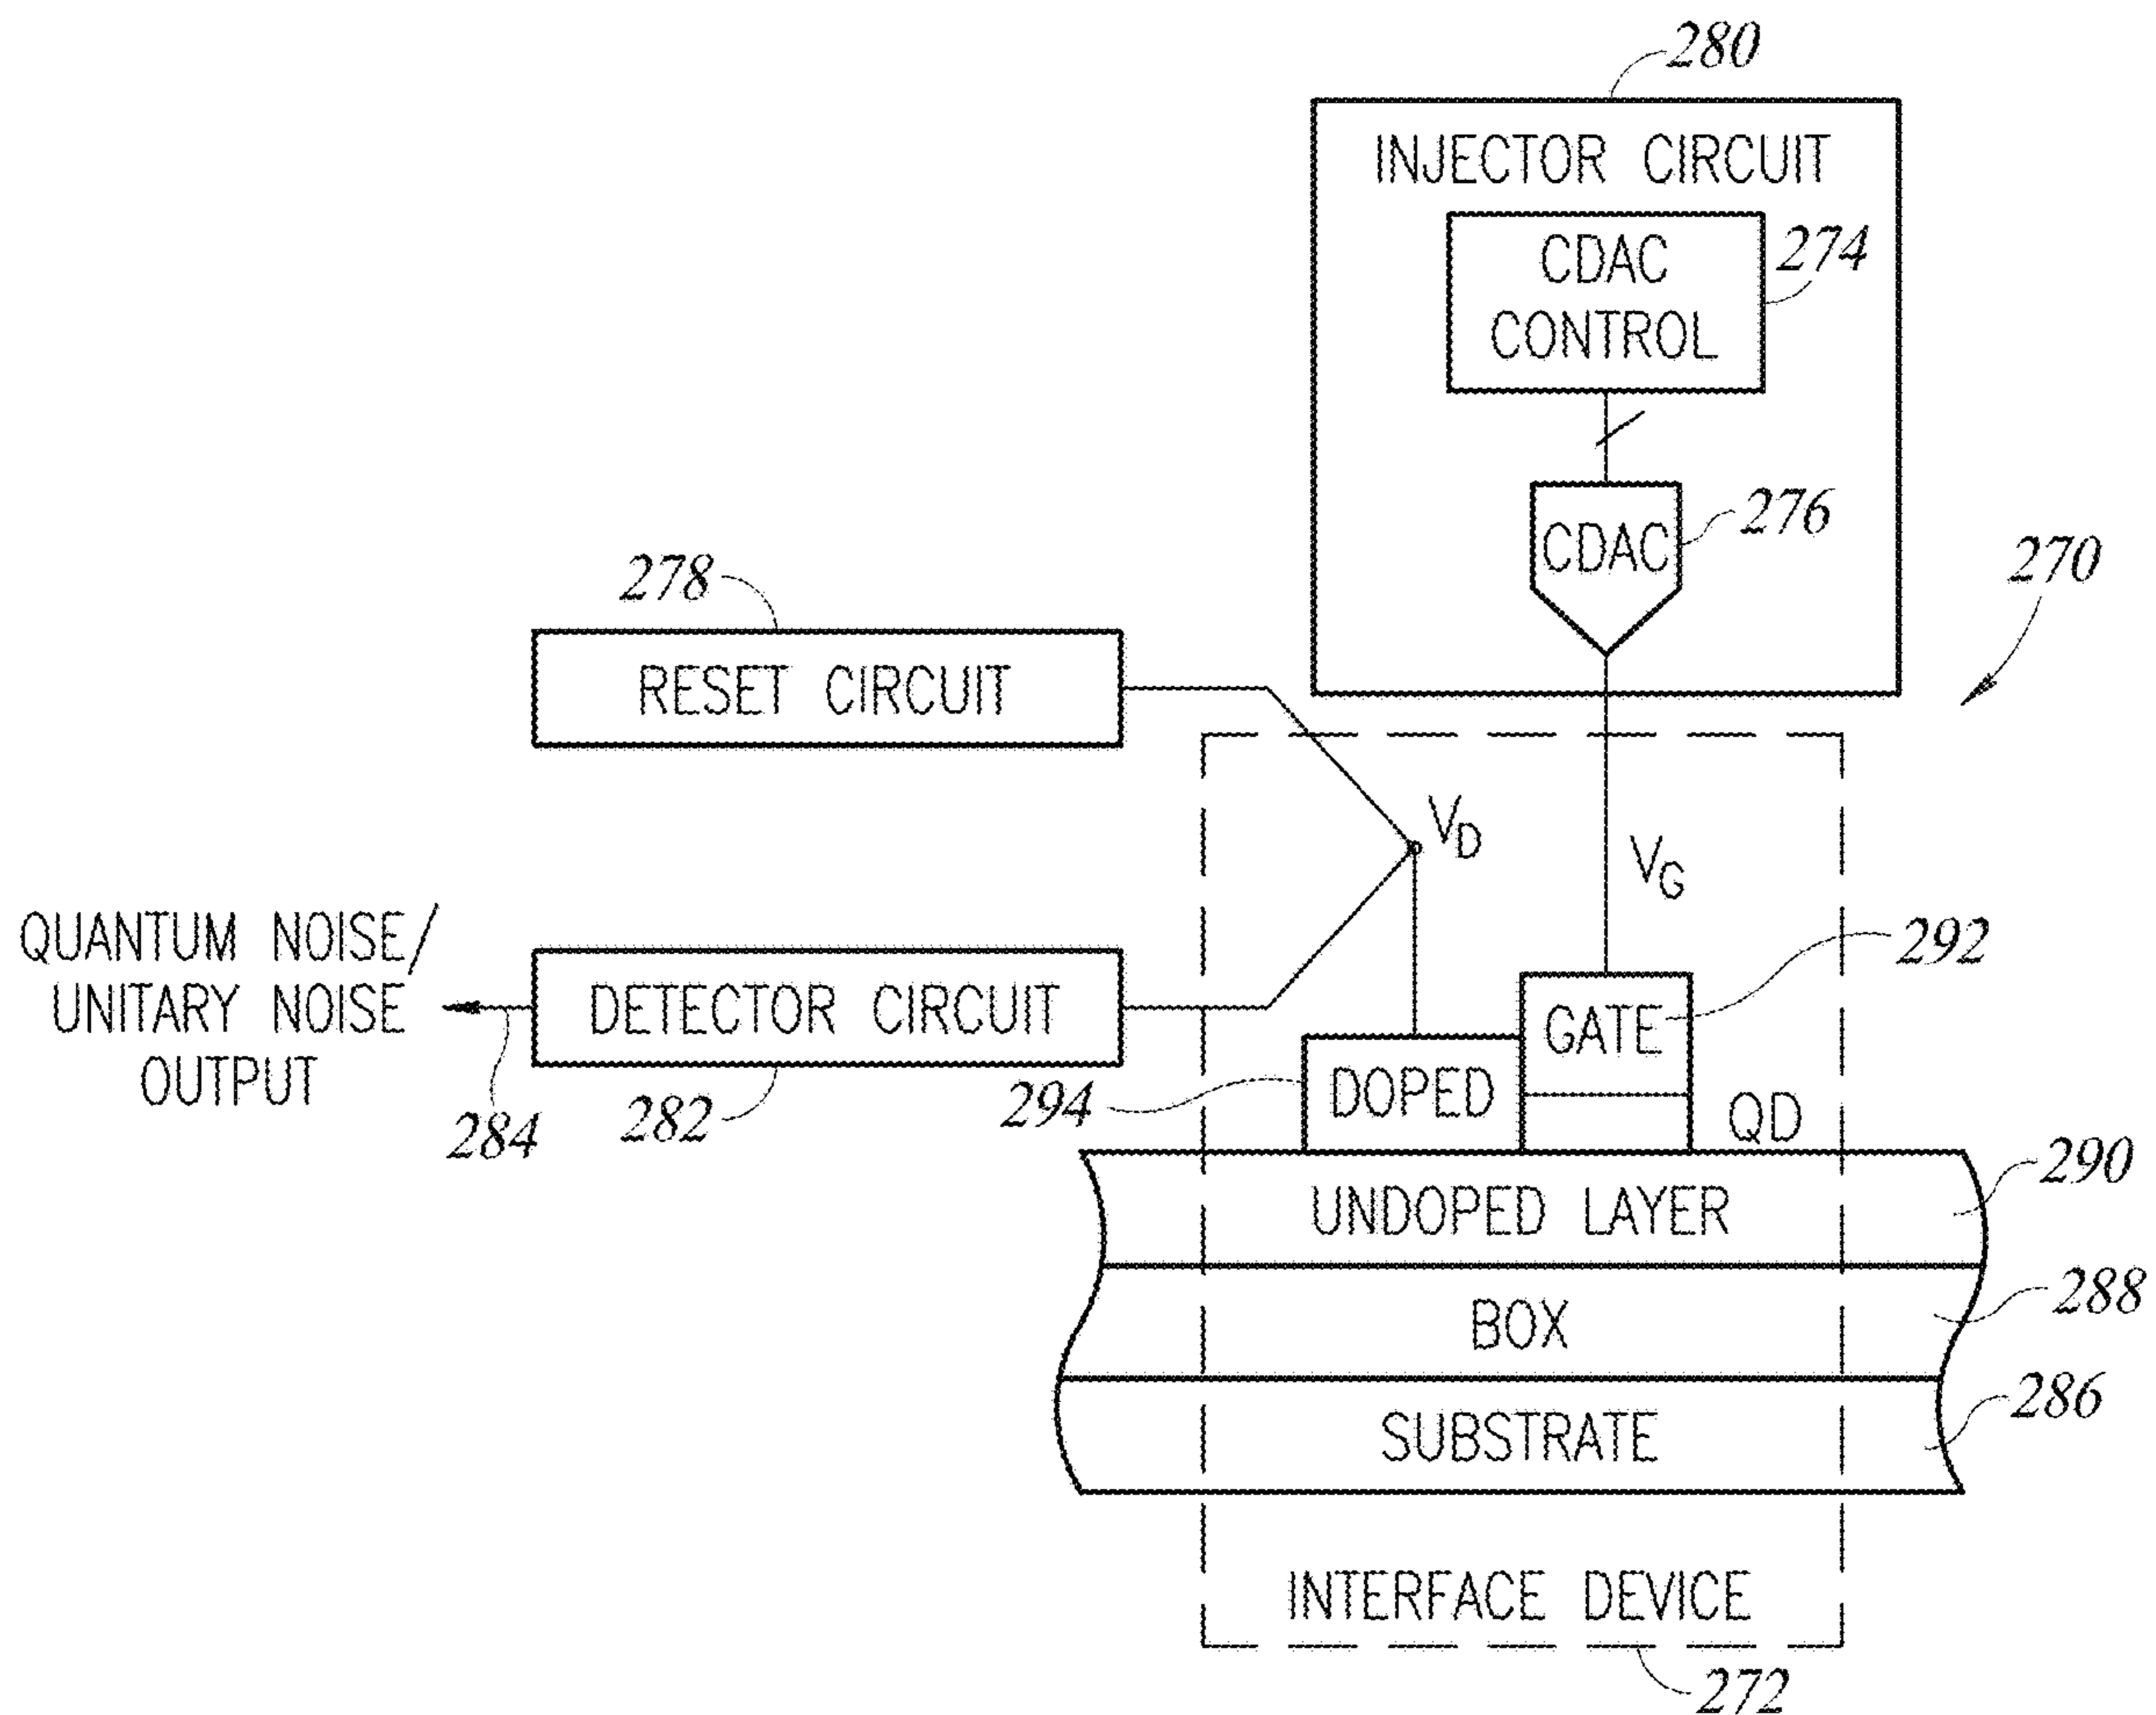 280
INJECTOR CIRCUIT
CDAC
CONTROL
274
CDAC
276
270
278
RESET CIRCUIT
VD
VG
QUANTUM NOISE/
UNITARY NOISE
OUTPUT
284
DETECTOR CIRCUIT
282
292
GATE
294
DOPED
QD
290
UNDOPED LAYER
288
BOX
286
SUBSTRATE
INTERFACE DEVICE
272